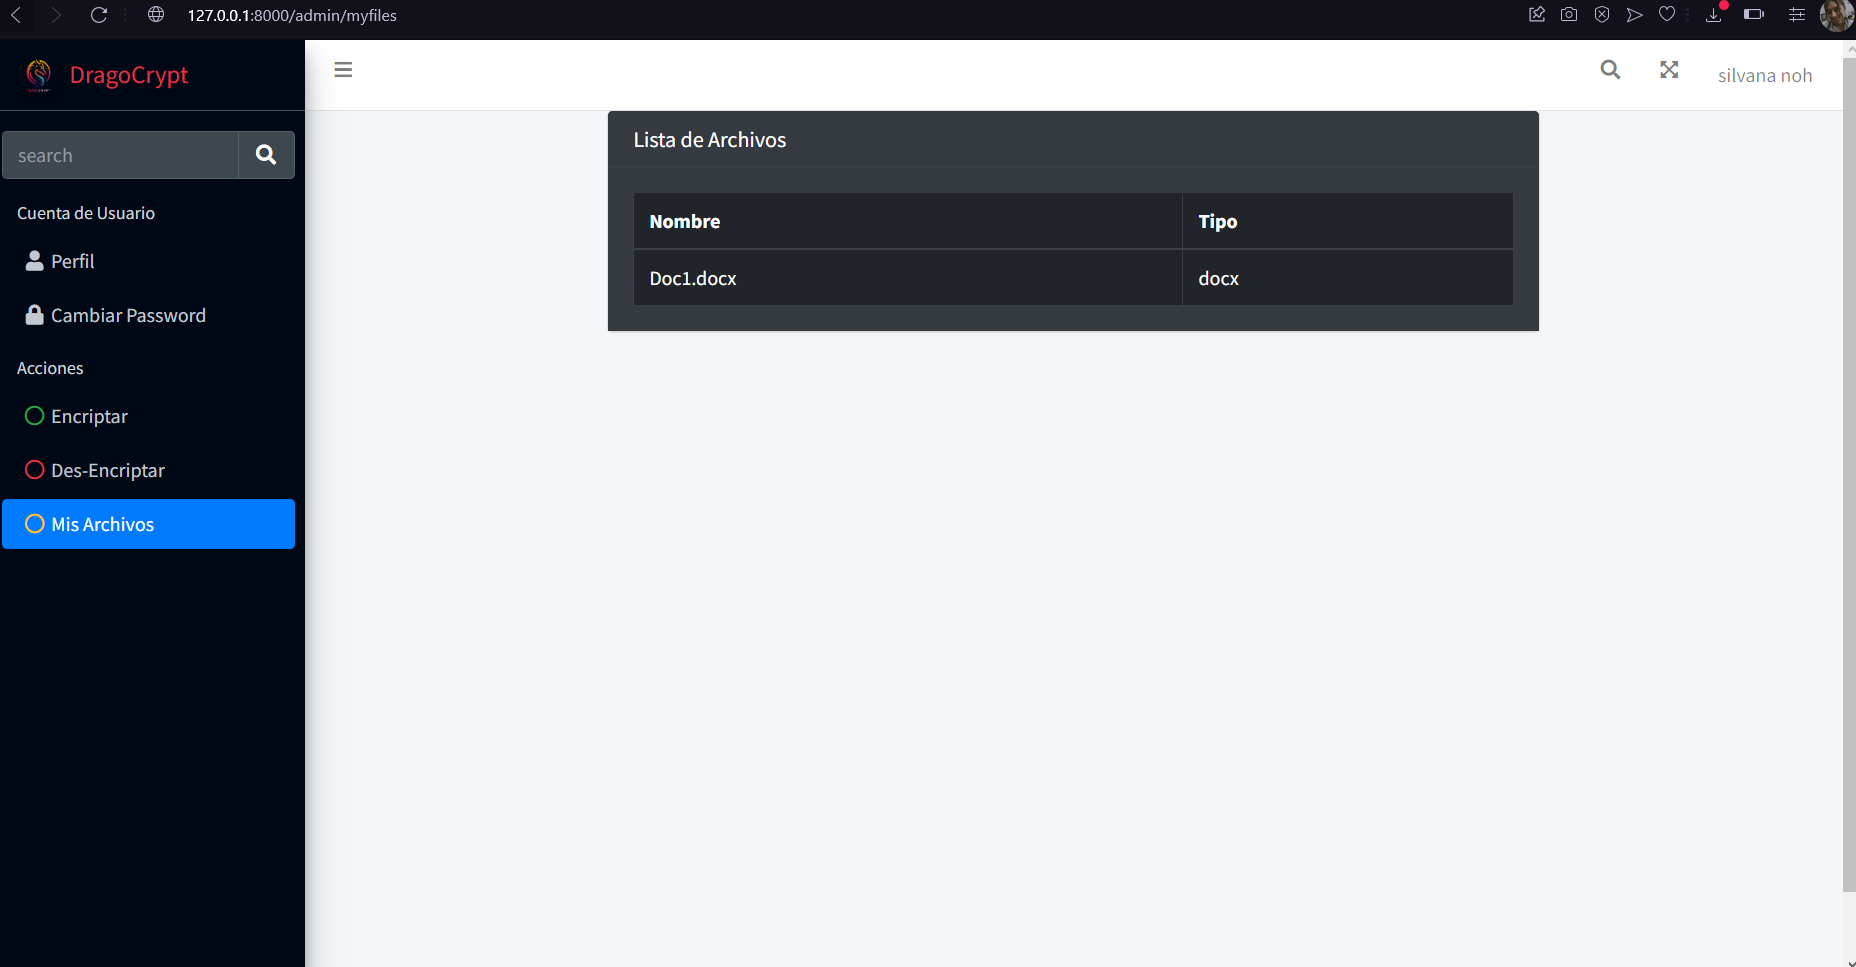 127.0.0.1:8000/admin/myfiles
DragoCrypt
silvana noh
search
Cuenta de Usuario
Perfil
Cambiar Password
Acciones
Encriptar
Des-Encriptar
Mis Archivos
Lista de Archivos
Nombre Tipo
Doc1.docx docx